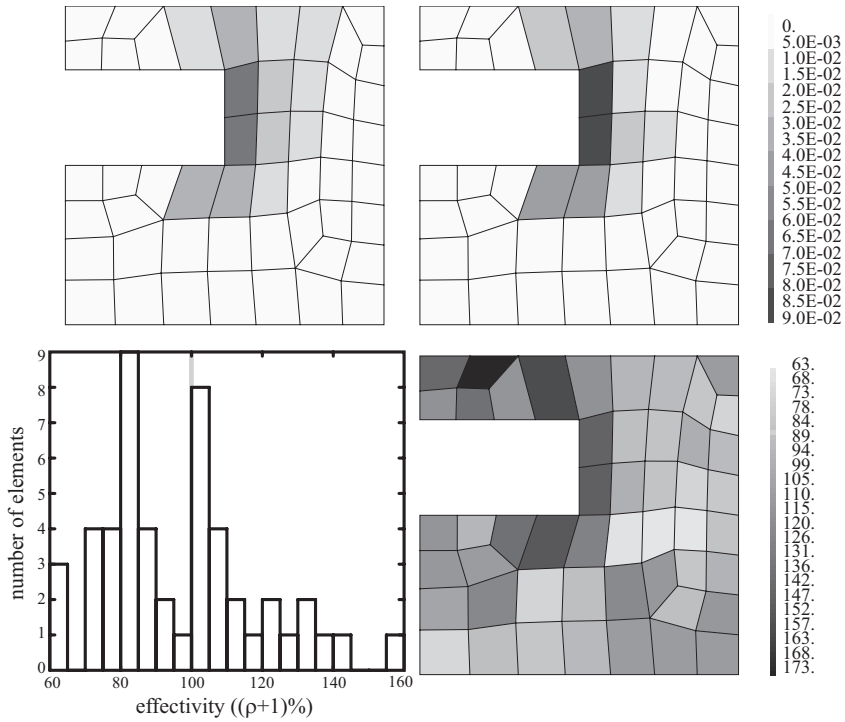 0.
5.0E-03
1.0E-02
1.5E-02
2.0E-02
2.5E-02
3.0E-02
3.5E-02
4.0E-02
4.5E-02
5.0E-02
5.5E-02
6.0E-02
6.5E-02
7.0E-02
7.5E-02
8.0E-02
8.5E-02
9.0E-02
9
8
7
6
5
4
3
2
1
0
number of elements
60 80 100 120 140 160
effectivity ((ρ+1)%)
63.
68.
73.
78.
84.
89.
94.
99.
105.
110.
115.
120.
126.
131.
136.
142.
147.
152.
157.
163.
168.
173.